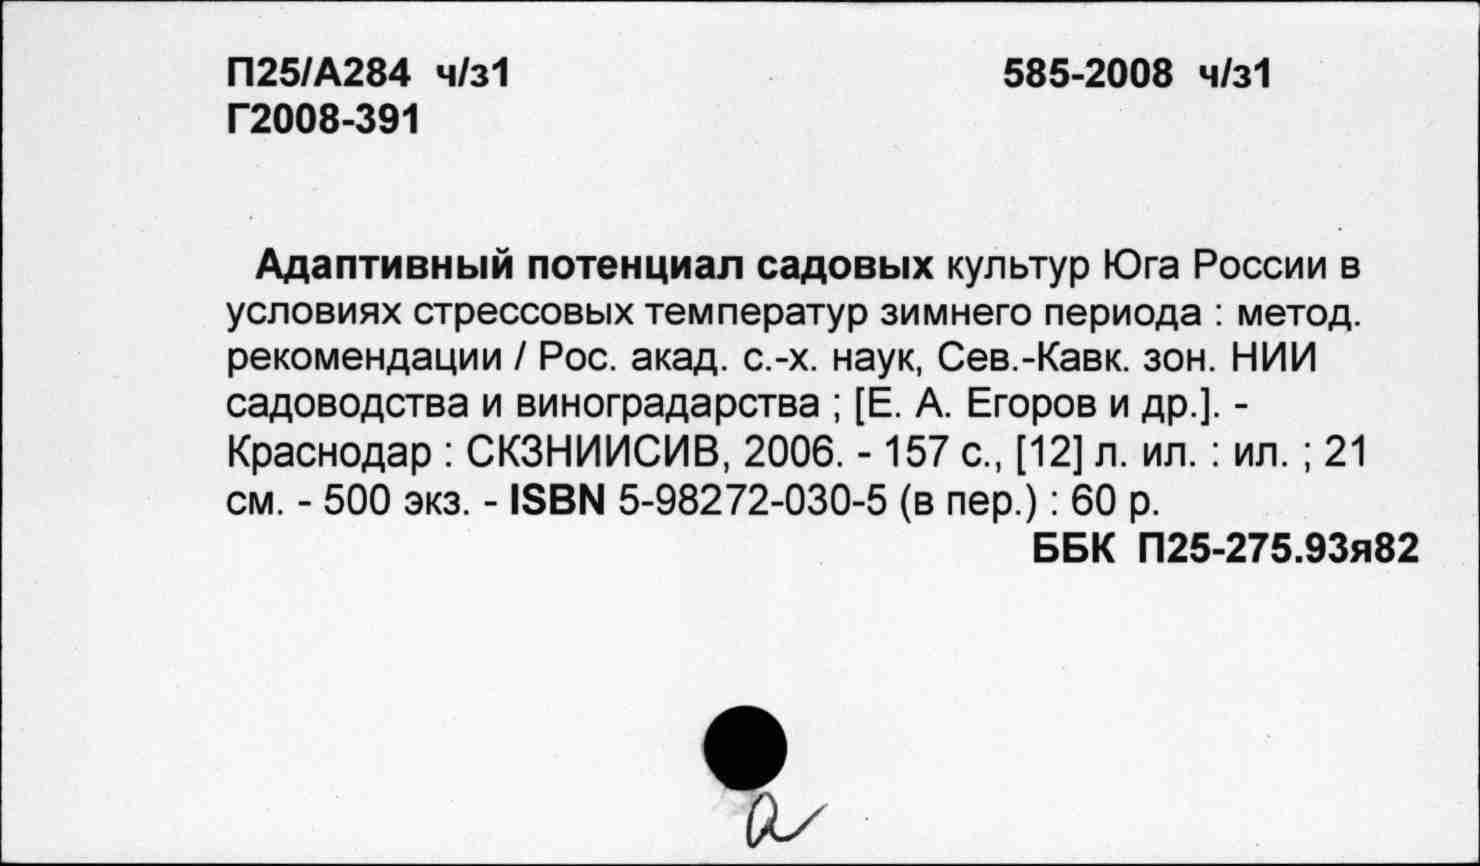 П25/А284 ч/з1 585-2008 ч/з1
Г2008-391
Адаптивный потенциал садовых культур Юга России в
условиях стрессовых температур зимнего периода : метод.
рекомендации / Рос. акад. с.-х. наук, Сев.-Кавк. зон. НИИ
садоводства и виноградарства ; [Е. А. Егоров и др.]. -
Краснодар : СКЗНИИСИВ, 2006. - 157 с., [12] л. ил. : ил. ; 21
см. - 500 экз. - ISBN 5-98272-030-5 (в пер.) : 60 р.
ББК П25-275.93я82